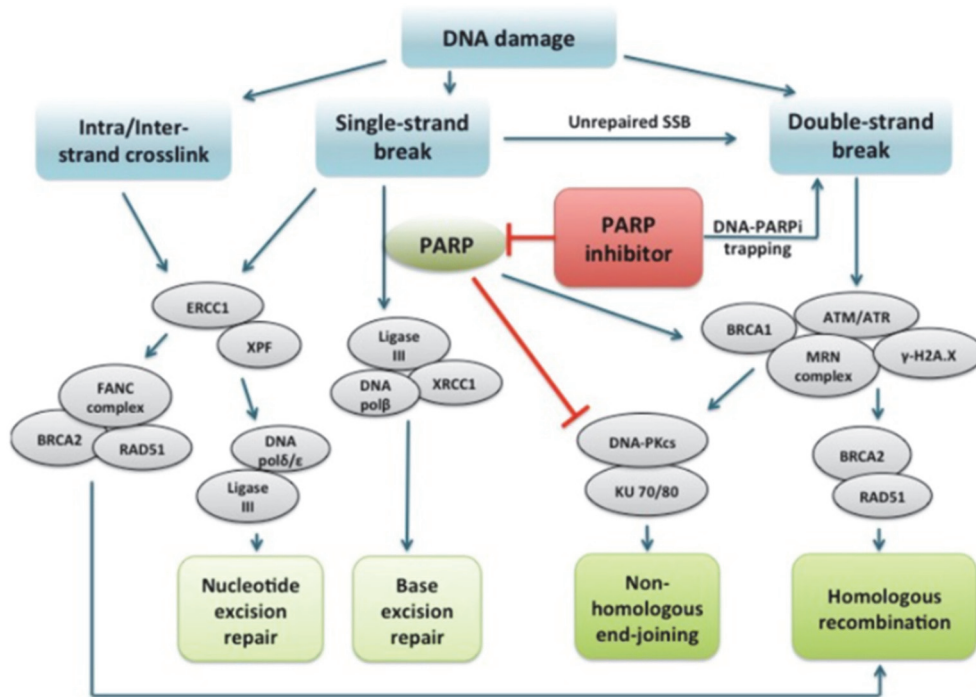 DNA damage
Intra/Inter-
strand crosslink
Single-strand
break
Unrepaired SSB
Double-strand
break
PARP
PARP
inhibitor
DNA-PARPi
trapping
ERCC1
XPF
Ligase
III
DNA
polβ
XRCC1
BRCA1
ATM/ATR
MRN
complex
γ-H2A.X
FANC
complex
BRCA2
RAD51
DNA
polδ/ε
Ligase
III
DNA-PKcs
KU 70/80
BRCA2
RAD51
Nucleotide
excision
repair
Base
excision
repair
Non-
homologous
end-joining
Homologous
recombination